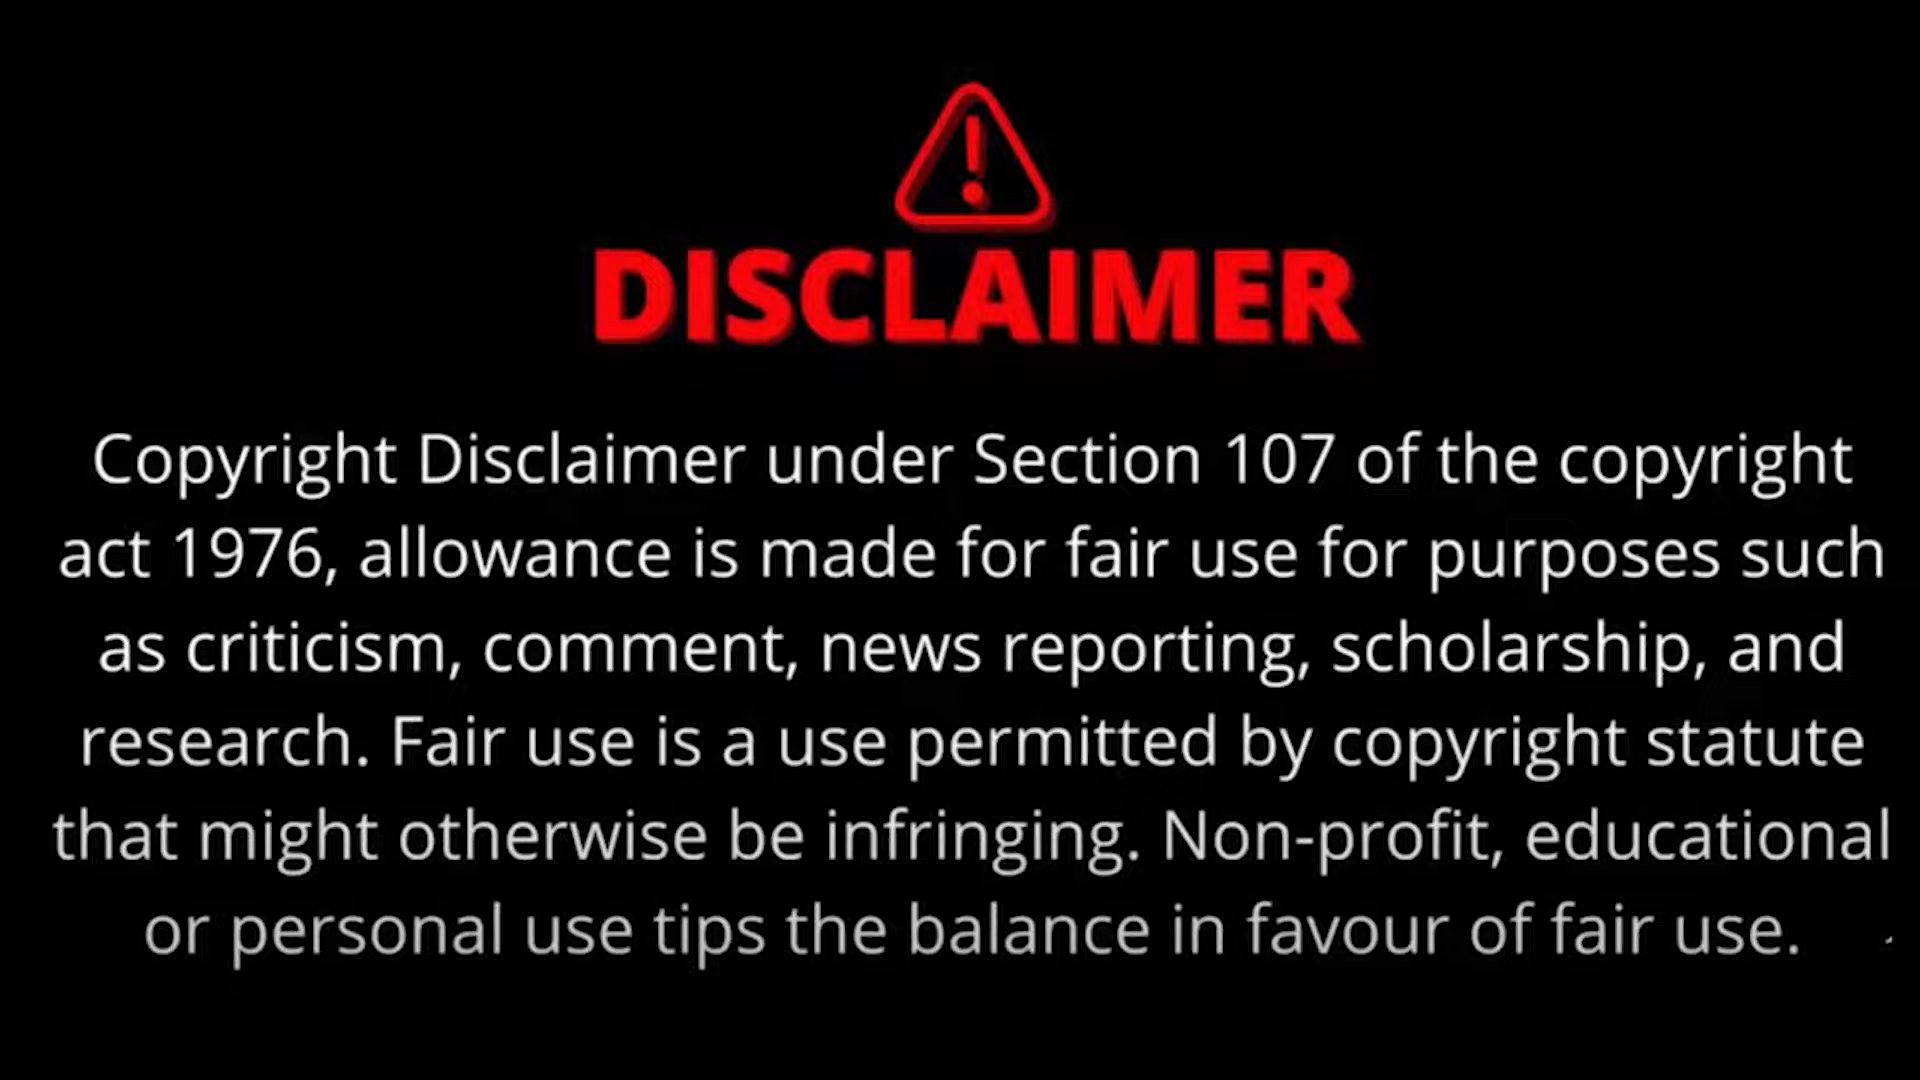 DISCLAIMER
Copyright Disclaimer under Section 107 of the copyright
act 1976, allowance is made for fair use for purposes such
as criticism, comment, news reporting, scholarship, and
research. Fair use is a use permitted by copyright statute
that might otherwise be infringing. Non-profit, educational
or personal use tips the balance in favour of fair use.